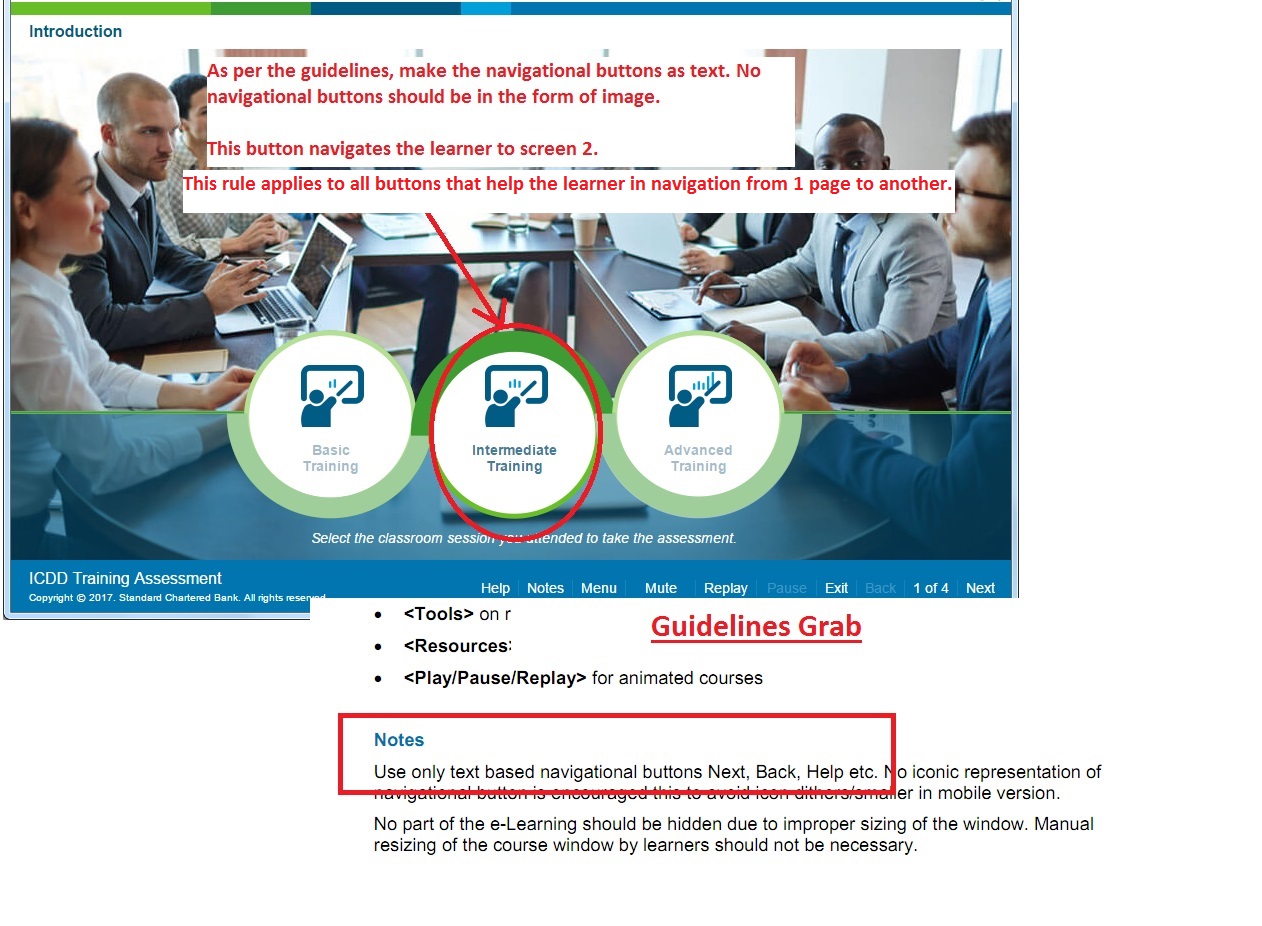 Introduction
As per the guidelines, make the navigational buttons as text. No
navigational buttons should be in the form of image.
This button navigates the learner to screen 2.
This rule applies to all buttons that help the learner in navigation from 1 page to another.
Basic
Training
Intermediate
Training
Advanced
Training
Select the classroom session you attended to take the assessment.
ICDD Training Assessment
Copyright © 2017. Standard Chartered Bank. All rights reserved.
Help Notes Menu Mute Replay Pause Exit Back 1 of 4 Next
Guidelines Grab
• <Tools> on r
• <Resources>
• <Play/Pause/Replay> for animated courses
Notes
Use only text based navigational buttons Next, Back, Help etc. No iconic representation of
navigational button is encouraged this to avoid icon dithers/smaller in mobile version.
No part of the e-Learning should be hidden due to improper sizing of the window. Manual
resizing of the course window by learners should not be necessary.